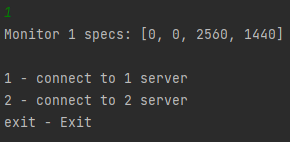 1
Monitor 1 specs: [0, 0, 2560, 1440]
1 - connect to 1 server
2 - connect to 2 server
exit - Exit